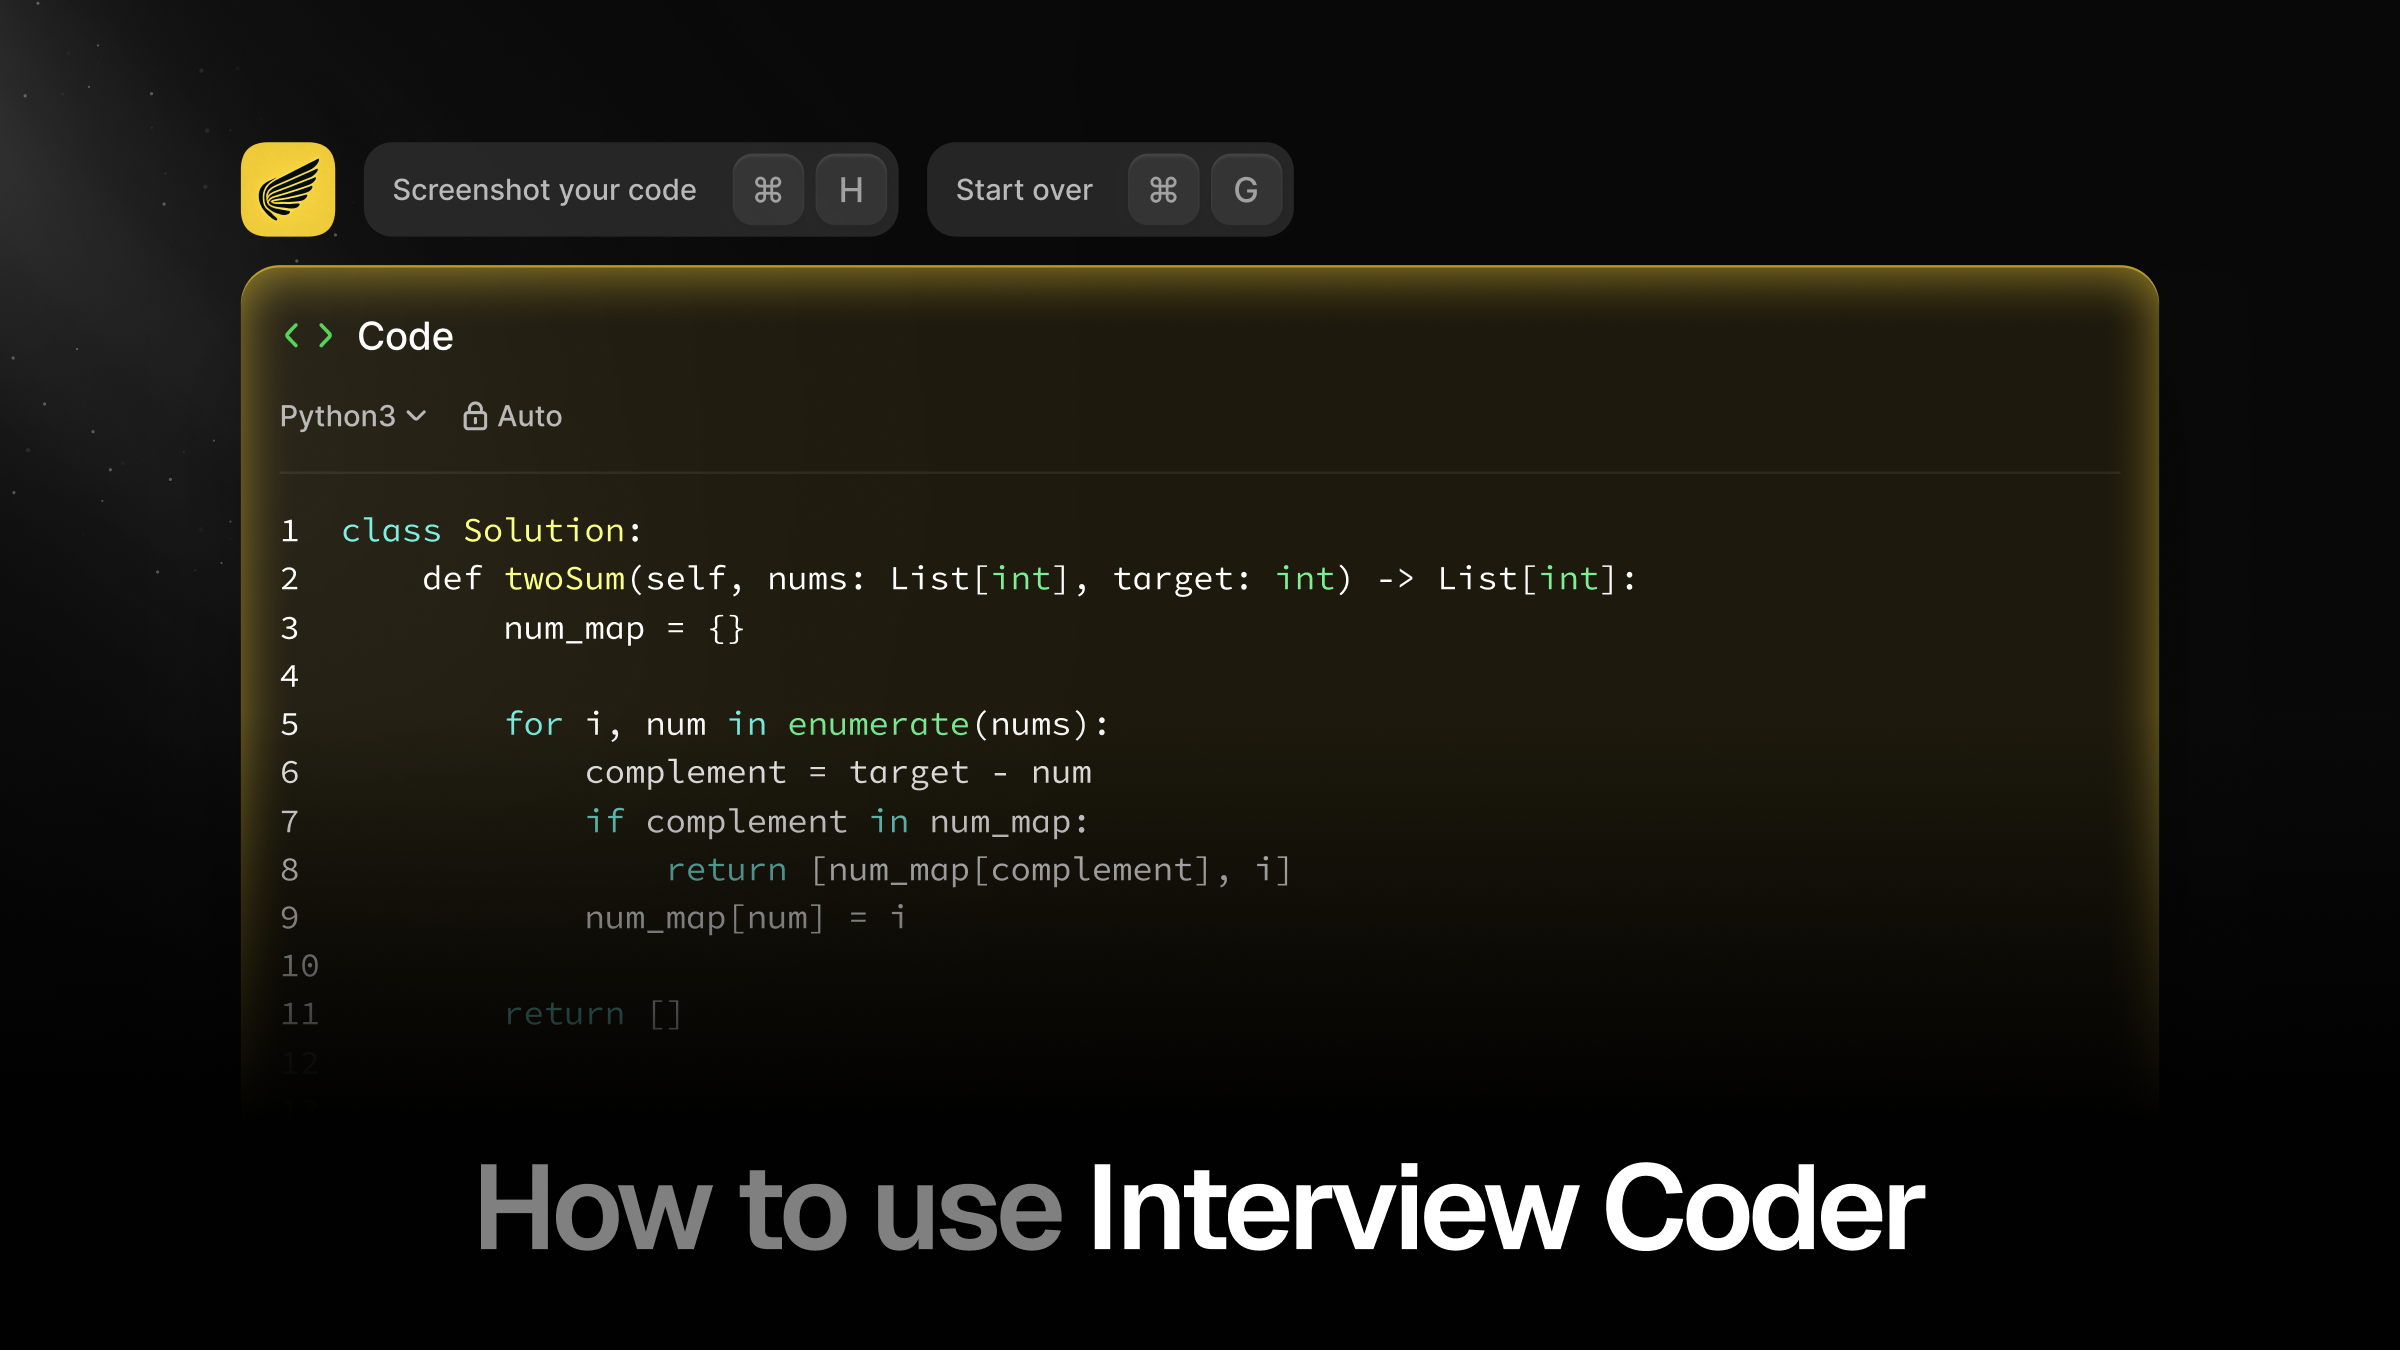 Screenshot your code ⌘ H Start over ⌘ G
Code
Python3 Auto
1 class Solution:
2     def twoSum(self, nums: List[int], target: int) -> List[int]:
3         num_map = {}
4
5         for i, num in enumerate(nums):
6             complement = target - num
7             if complement in num_map:
8                 return [num_map[complement], i]
9             num_map[num] = i
10
11         return []
12
How to use Interview Coder